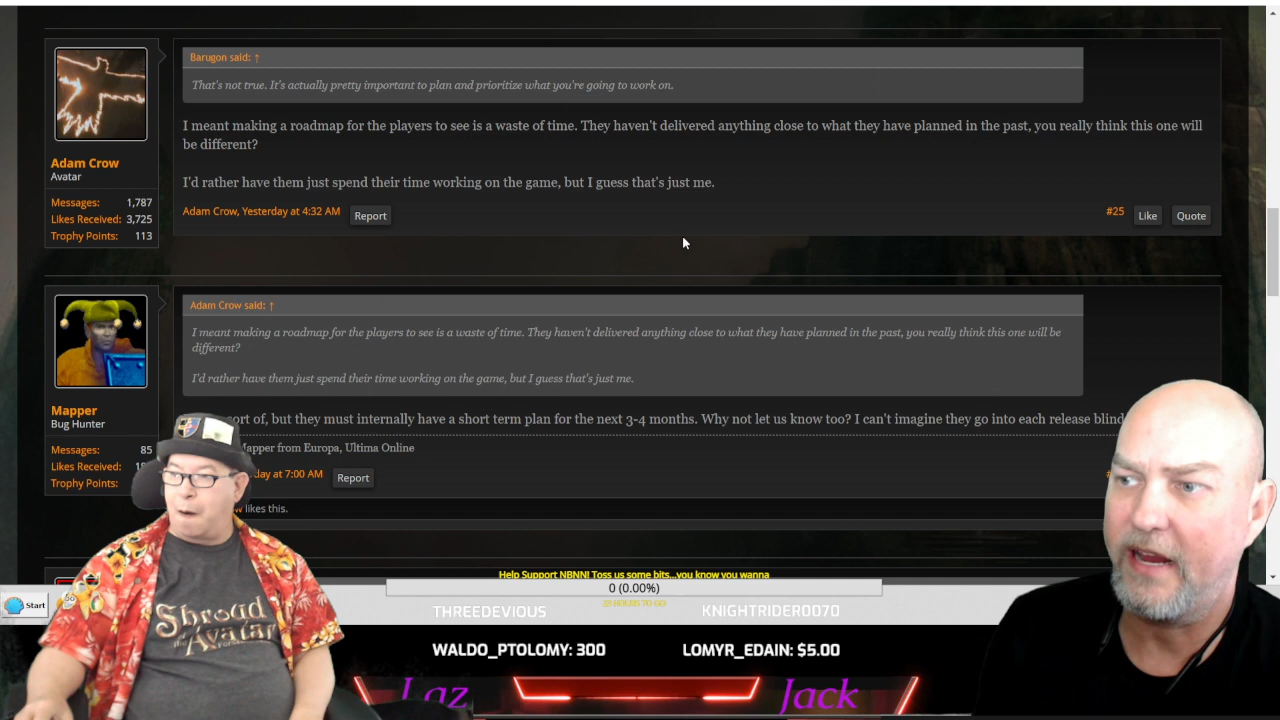 Barugon said: ↑
That's not true. It's actually pretty important to plan and prioritize what you're going to work on.
I meant making a roadmap for the players to see is a waste of time. They haven't delivered anything close to what they have planned in the past, you really think this one will
be different?
Adam Crow
Avatar
I'd rather have them just spend their time working on the game, but I guess that's just me.
Messages: 1,787
Likes Received: 3,725
Trophy Points: 113
Adam Crow, Yesterday at 4:32 AM
Report
#25
Like
Quote
Adam Crow said: ↑
I meant making a roadmap for the players to see is a waste of time. They haven't delivered anything close to what they have planned in the past, you really think this one will be
different?
I'd rather have them just spend their time working on the game, but I guess that's just me.
Mapper
Bug Hunter
sort of, but they must internally have a short term plan for the next 3-4 months. Why not let us know too? I can't imagine they go into each release blind
Mapper from Europa, Ultima Online
Messages: 85
Likes Received:
Trophy Points:
day at 7:00 AM
Report
likes this.
Help Support NBNN! Toss us some bits...you know you wanna
0 (0.00%)
Start
56
THREEDEVIOUS
KNIGHTRIDER0070
WALDO_PTOLOMY: 300
LOMYR_EDAIN: $5.00
Shroud
of the
Avatar
Laz
Jack